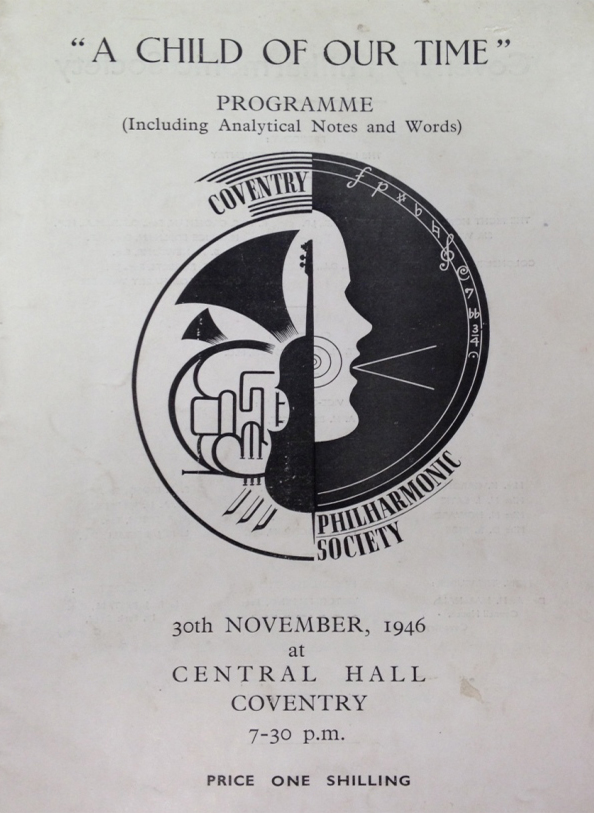 “A CHILD OF OUR TIME”
PROGRAMME
(Including Analytical Notes and Words)
COVENTRY
PHILHARMONIC
SOCIETY
30th NOVEMBER, 1946
at
CENTRAL HALL
COVENTRY
7-30 p.m.
PRICE ONE SHILLING